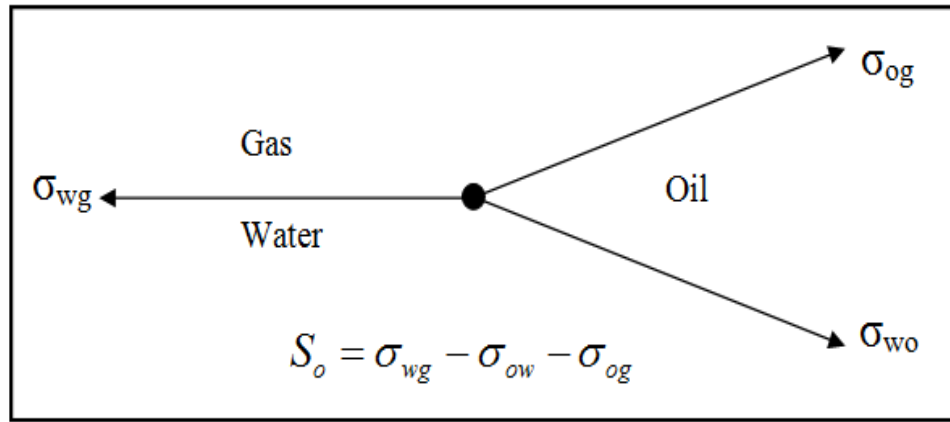 σog
Gas
σwg
Oil
Water
σwo
So = σwg − σow − σog